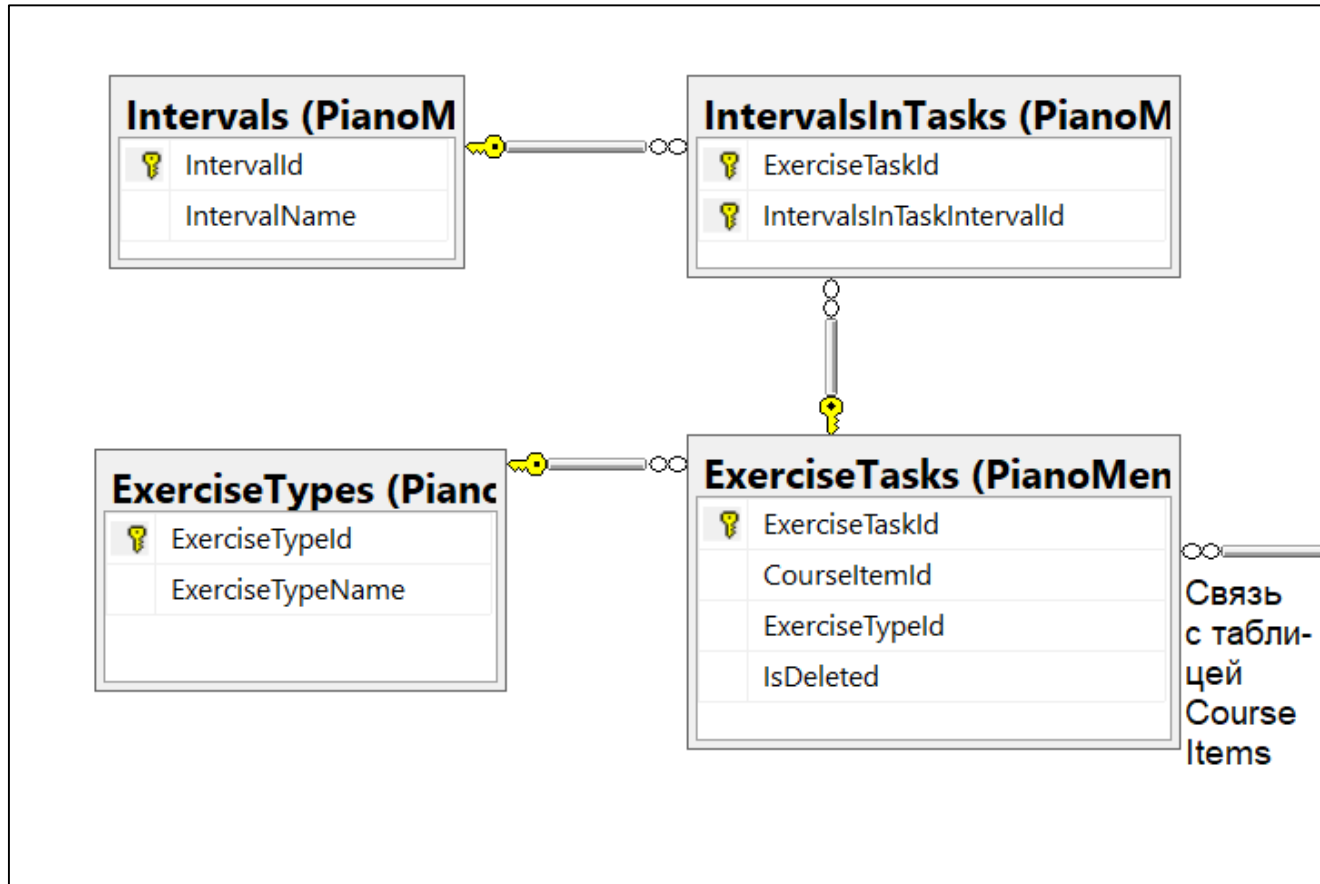 Intervals (PianoM
IntervalId
IntervalName
IntervalsInTasks (PianoM
ExerciseTaskId
IntervalsInTaskIntervalId
ExerciseTypes (Pianc
ExerciseTypeId
ExerciseTypeName
ExerciseTasks (PianoMen
ExerciseTaskId
CourseItemId
ExerciseTypeId
IsDeleted
Связь
с табли-
цей
Course
Items